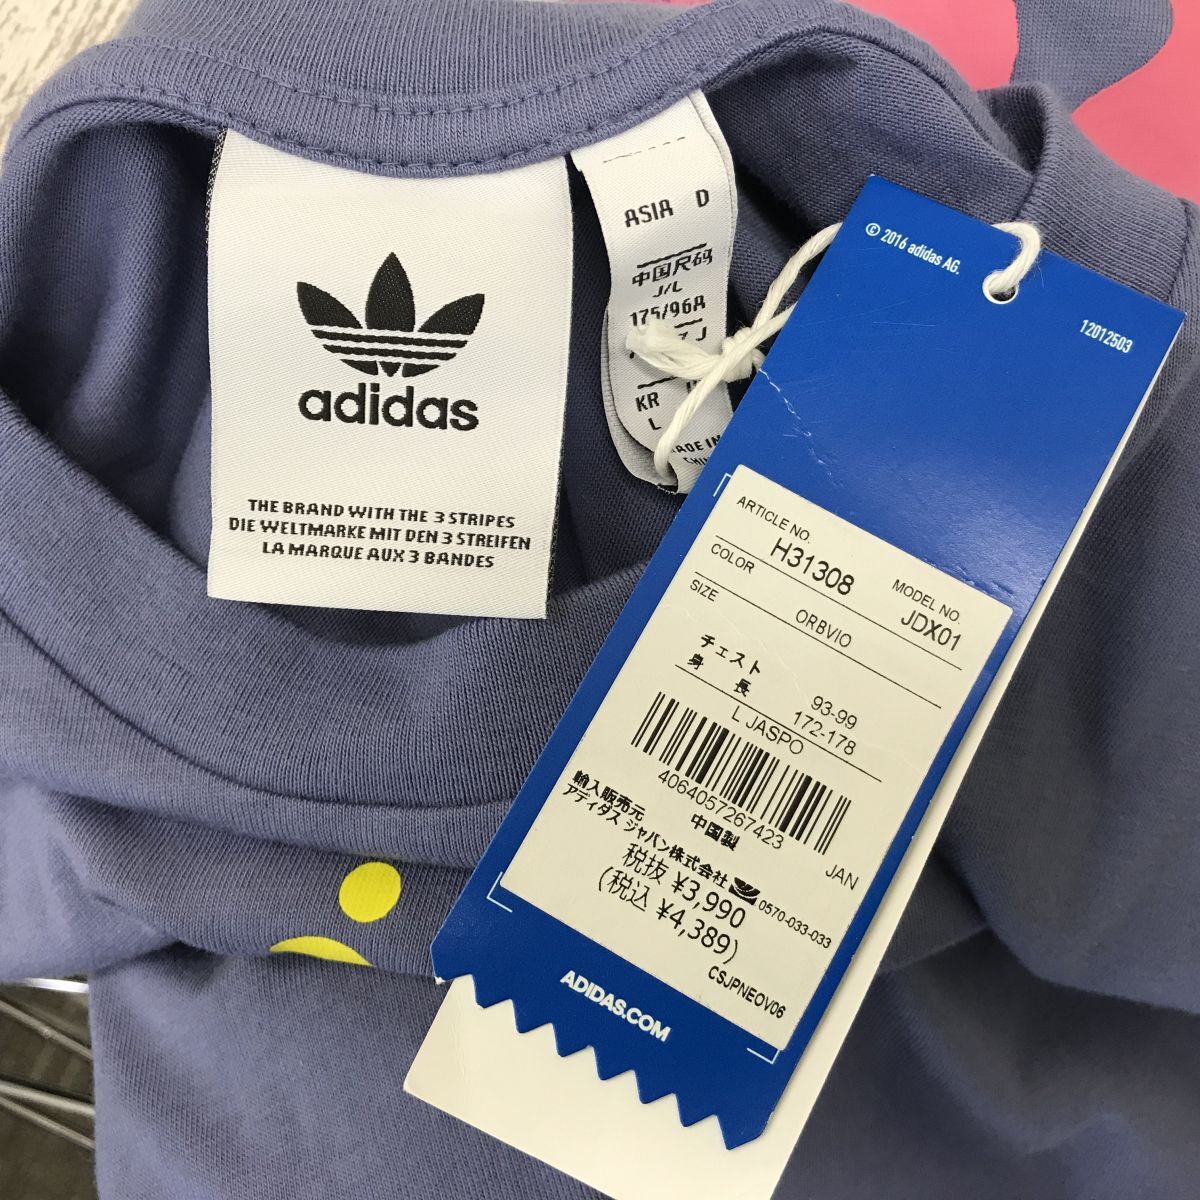 adidas
THE BRAND WITH THE 3 STRIPES
DIE WELTMARKE MIT DEN 3 STREIFEN
LA MARQUE AUX 3 BANDES
ASIA D
中国尺码
J/L
175/96A
KR
L
MADE IN
© 2016 adidas AG.
12012503
ARTICLE NO.
H31308
MODEL NO.
JDX01
COLOR
ORBVIO
SIZE
チェスト 93-99
身長 172-178
L JASPO
4064057267423
JAN
中国製
輸入販売元
アディダス ジャパン株式会社 0570-033-033
税抜 ¥3,990
(税込 ¥4,389)
CSJPNEOV06
ADIDAS.COM